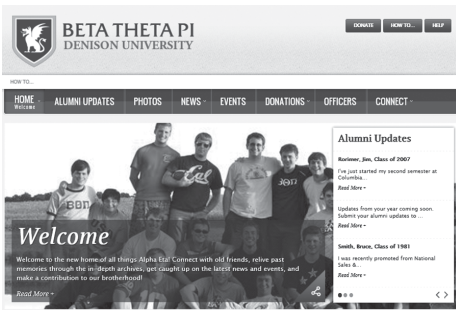 BETA THETA PI
DENISON UNIVERSITY
DONATE HOW TO... HELP
HOW TO...
HOME ALUMNI UPDATES PHOTOS NEWS EVENTS DONATIONS OFFICERS CONNECT
Welcome
Alumni Updates
Rorimer, Jim, Class of 2007
I've just started my second semester at
Columbia...
Read More
Updates from your year coming soon.
Submit your alumni updates to ...
Read More
Smith, Bruce, Class of 1981
I was recently promoted from National
Sales &...
Read More
Cal
ΒΘΠ
Welcome
Welcome to the new home of all things Alpha Eta! Connect with old friends, relive past
memories through the in-depth archives, get caught up on the latest news and events, and
make a contribution to our brotherhood!
Read More